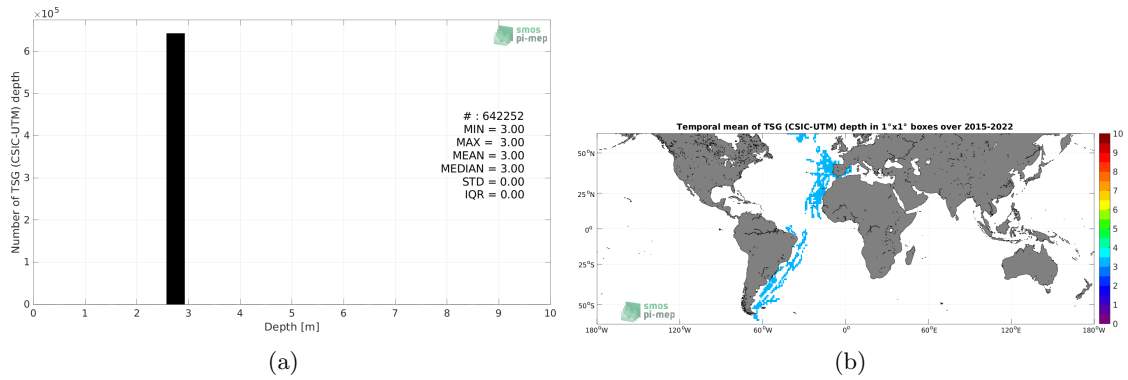 ×10⁵
6
5
4
3
2
1
0
Number of TSG (CSIC-UTM) depth
smos
pi-mep
# : 642252
MIN = 3.00
MAX = 3.00
MEAN = 3.00
MEDIAN = 3.00
STD = 0.00
IQR = 0.00
0 1 2 3 4 5 6 7 8 9 10
Depth [m]
(a)
Temporal mean of TSG (CSIC-UTM) depth in 1°x1° boxes over 2015-2022
50°N
25°N
0°
25°S
50°S
smos
pi-mep
180°W 120°W 60°W 0° 60°E 120°E 180°W
10
9
8
7
6
5
4
3
2
1
0
(b)